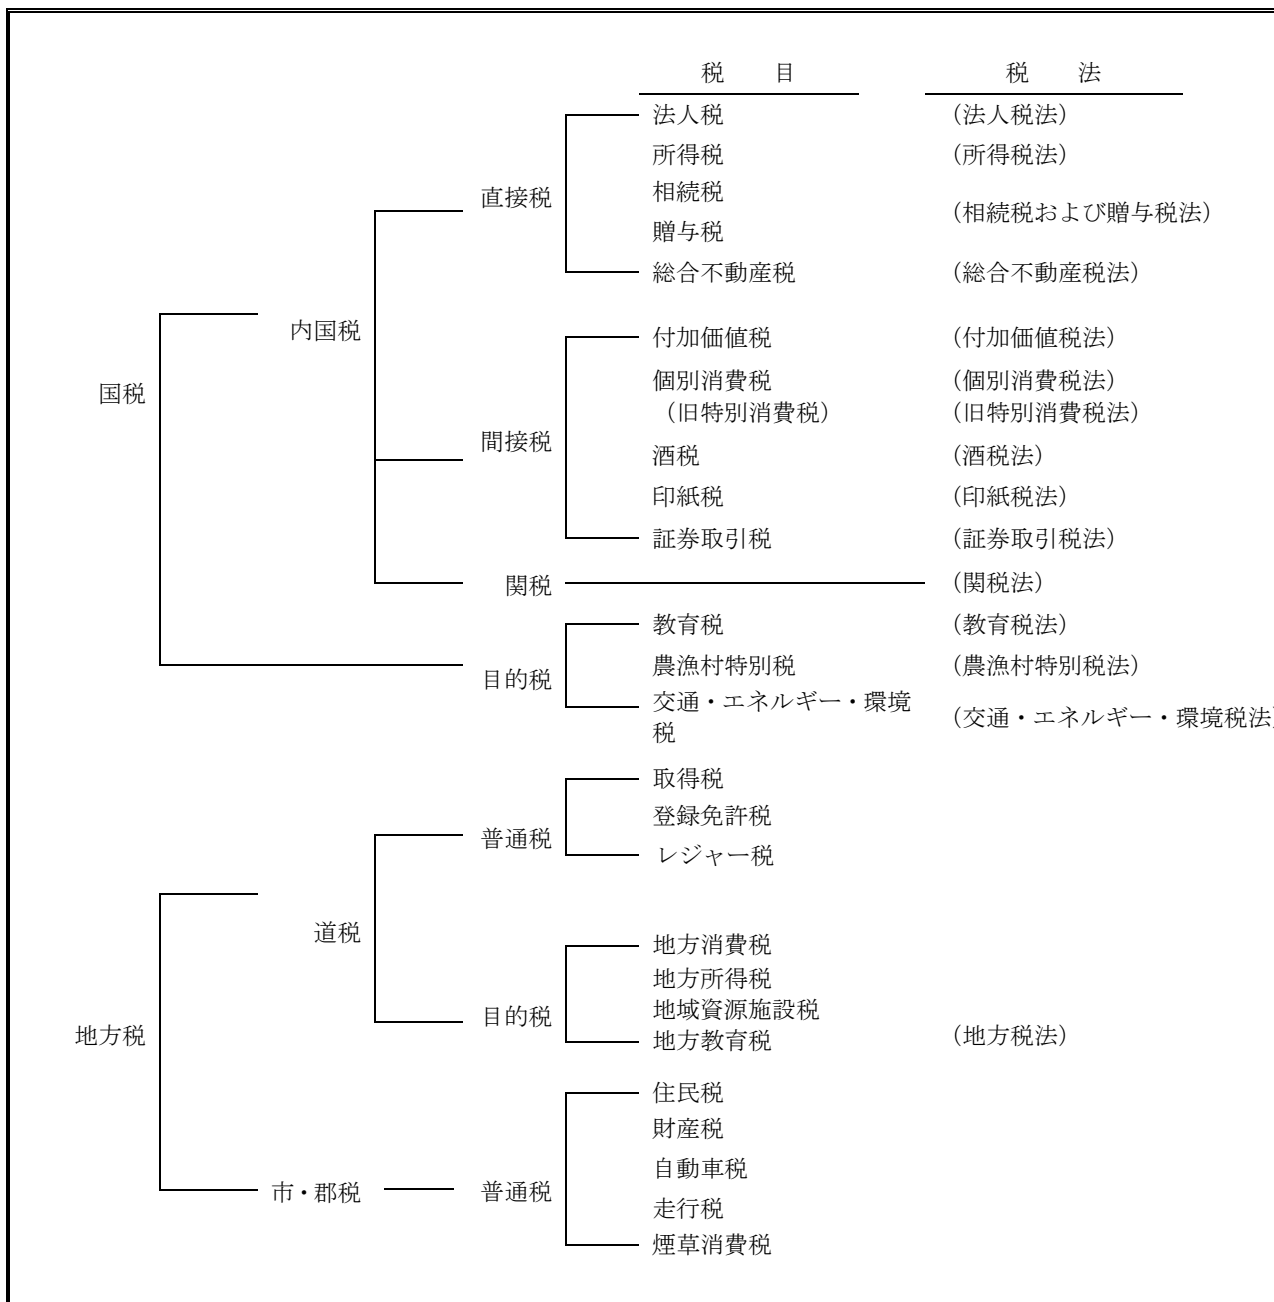 税　　目　　税　　法
法人税　（法人税法）
所得税　（所得税法）
直接税　相続税
（相続税および贈与税法）
贈与税
総合不動産税　（総合不動産税法）
内国税　付加価値税　（付加価値税法）
国税　個別消費税　（個別消費税法）
（旧特別消費税）　（旧特別消費税法）
間接税　酒税　（酒税法）
印紙税　（印紙税法）
証券取引税　（証券取引税法）
関税　（関税法）
教育税　（教育税法）
農漁村特別税　（農漁村特別税法）
目的税　交通・エネルギー・環境
税　（交通・エネルギー・環境税法）
取得税
登録免許税
普通税　レジャー税
道税　地方消費税
地方所得税
目的税　地域資源施設税
地方税　地方教育税　（地方税法）
住民税
財産税
自動車税
市・郡税　普通税　走行税
煙草消費税